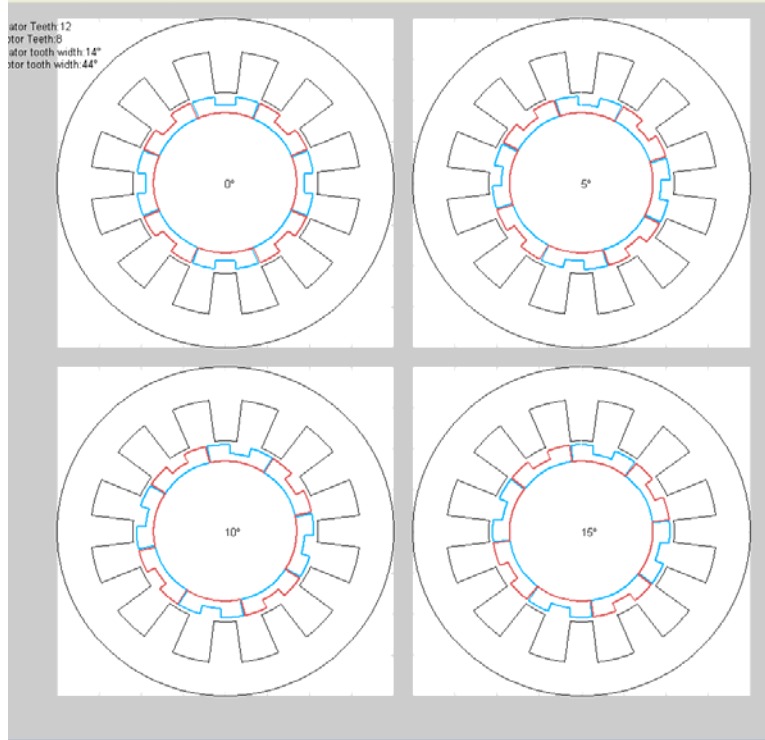 ator Teeth:12
otor Teeth:8
ator tooth width:14°
otor tooth width:44°
0°
5°
10°
15°